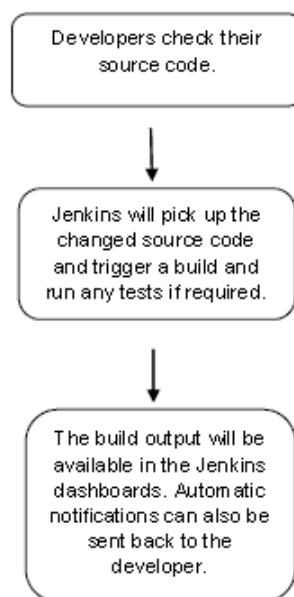 Developers check their
source code.
Jenkins will pick up the
changed source code
and trigger a build and
run any tests if required.
The build output will be
available in the Jenkins
dashboards. Automatic
notifications can also be
sent back to the
developer.